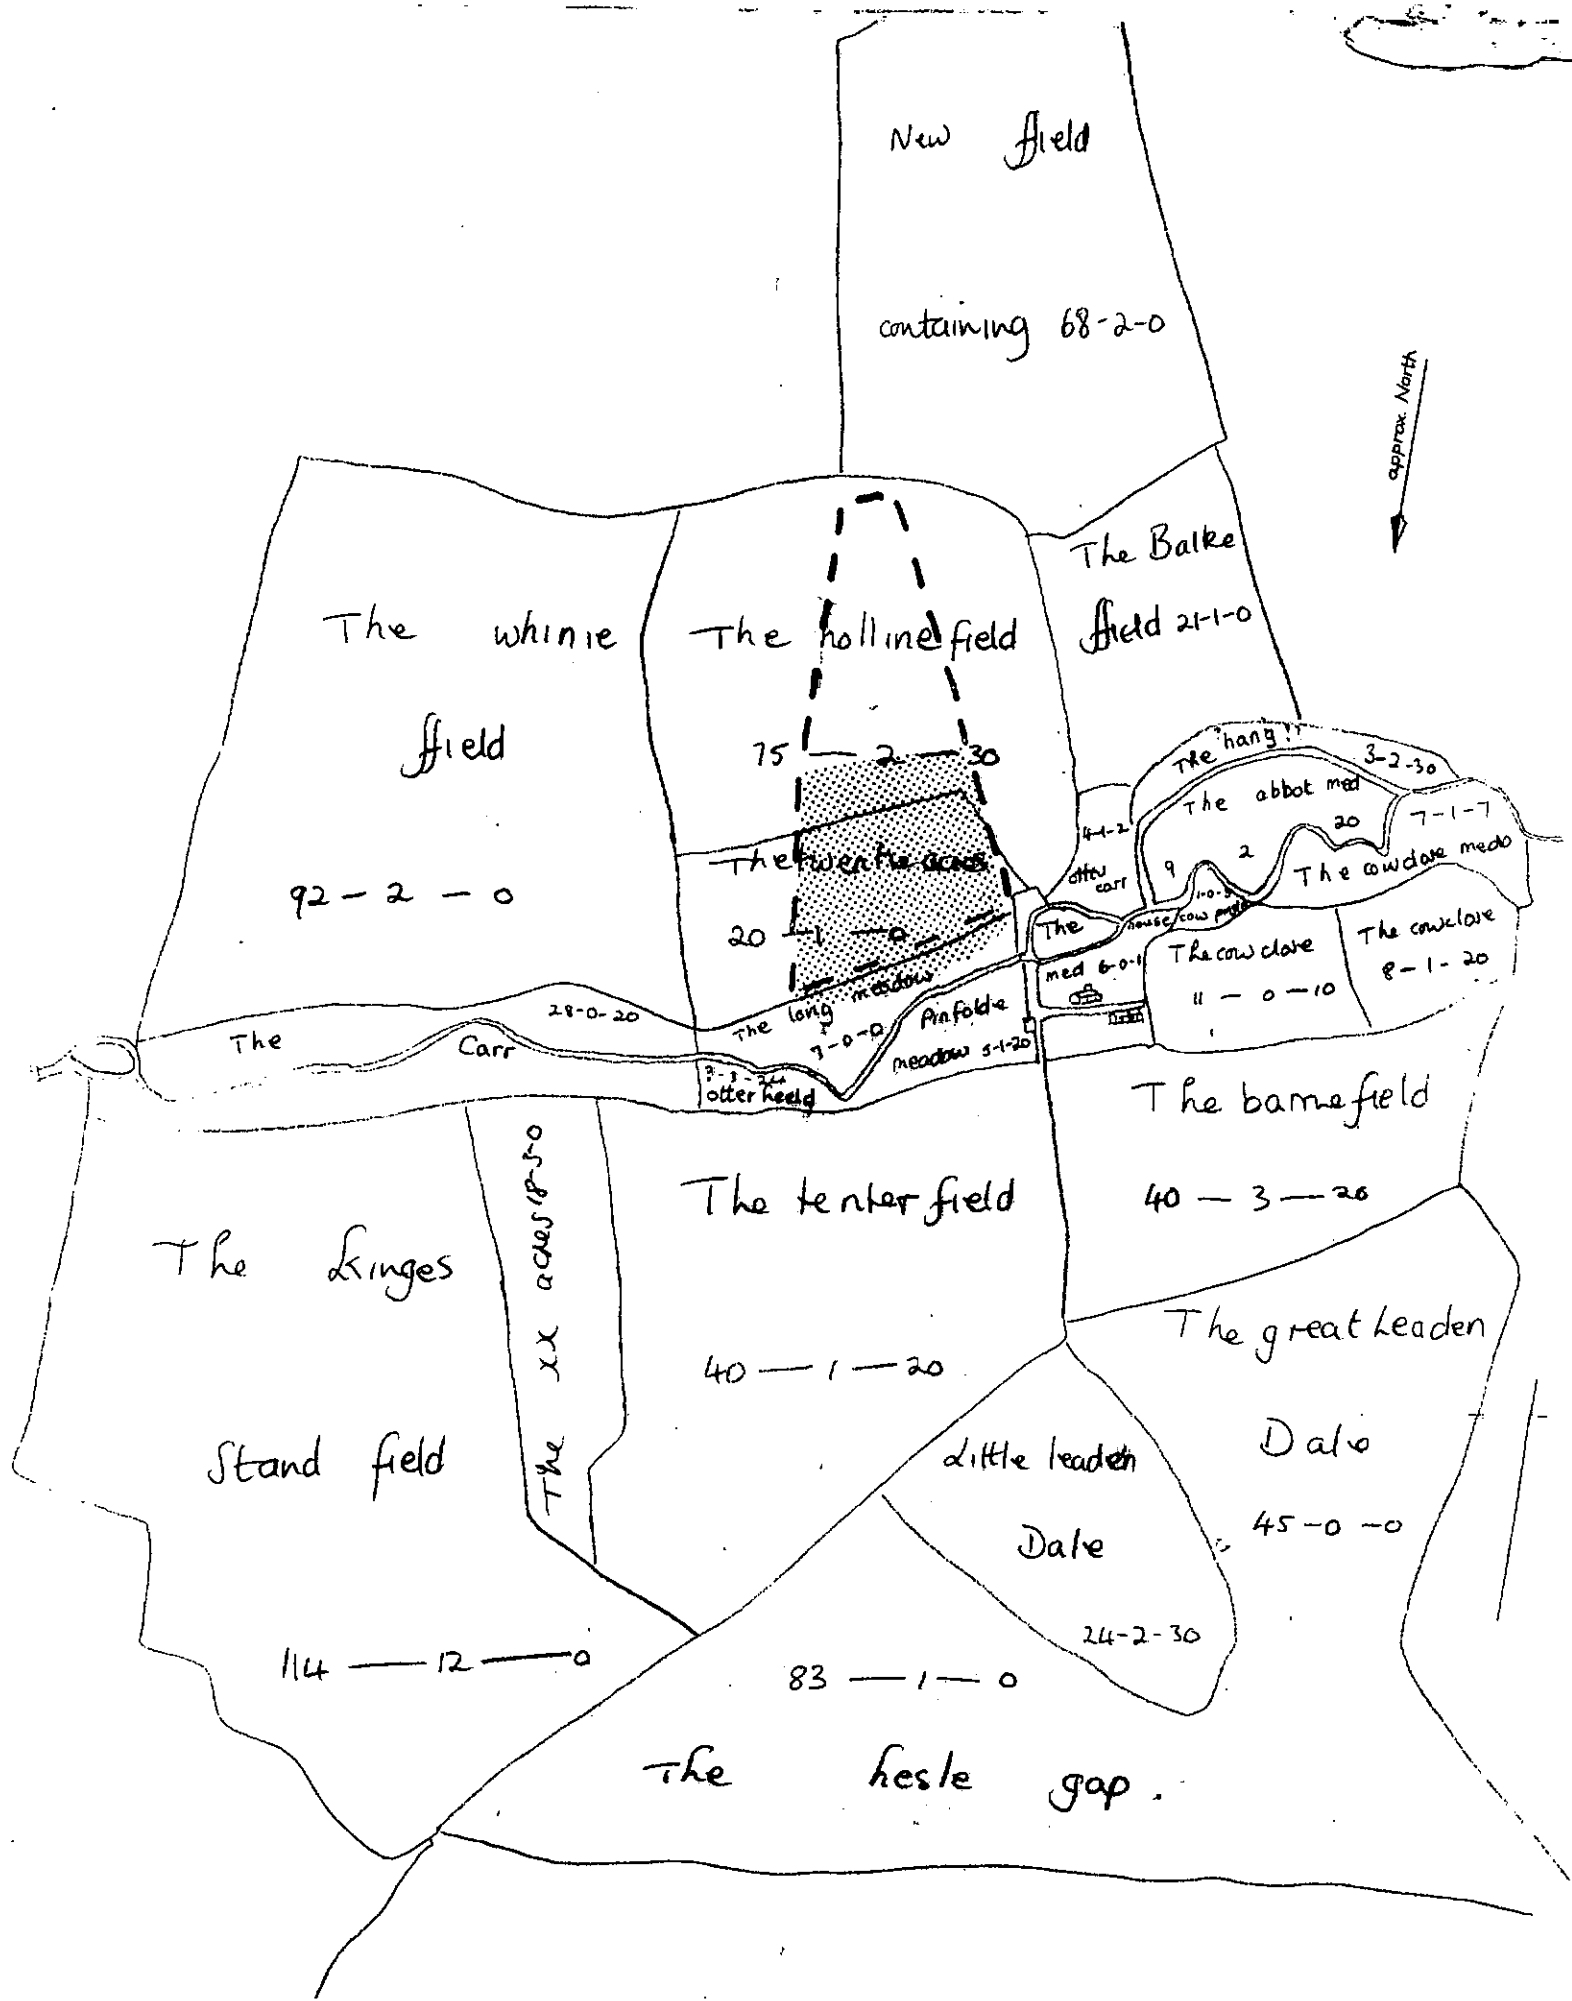 New ffield
containing 68-2-0
approx. North
The Balke
ffield 21-1-0
The whinie
ffield
92 - 2 - 0
The holline field
75 - 2 - 30
The twentie acres
20 - 1 - 0
The hang
3-2-30
The abbot med
9 2 20
7-1-7
The cowclose medo
4-1-2
otter
carr
The house
cow
med 6-0-1
The cow close
11 - 0 - 10
The cowclose
8 - 1 - 20
The long meadow
7-0-0
Pinfolde
meadow 5-1-20
28-0-20
The Carr
otter heeld
The barnefield
40 - 3 - 20
The tenter field
40 - 1 - 20
The xx acres 18-3-0
The kinges
Stand field
114 - 12 - 0
The great Leaden
Dale
45-0-0
Little leaden
Dale
24-2-30
83 - 1 - 0
The hesle gap.